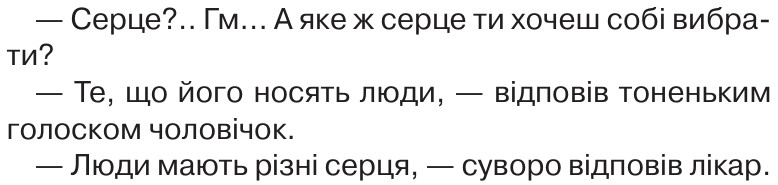 — Серце?.. Гм... А яке ж серце ти хочеш собі вибра-
ти?
— Те, що його носять люди, — відповів тоненьким
голоском чоловічок.
— Люди мають різні серця, — суворо відповів лікар.